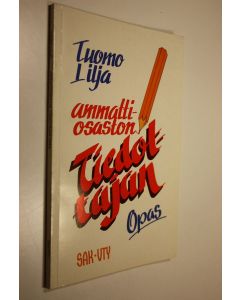 Tuomo
Lilja
ammatti-
osaston
Tiedot-
tajan
Opas
SAK-VTY